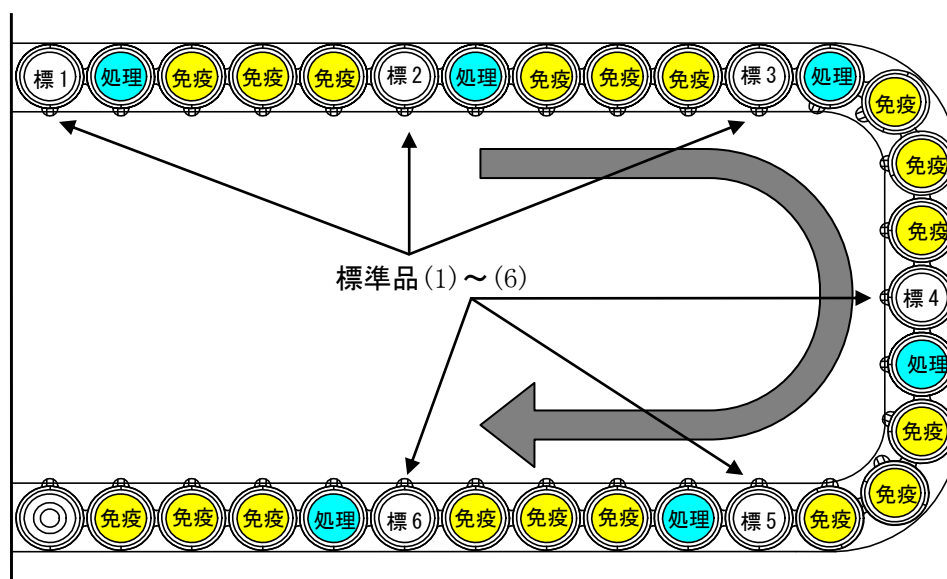 標1 処理 免疫 免疫 免疫 標2 処理 免疫 免疫 免疫 標3 処理
免疫
免疫
免疫
標準品(1)～(6)
標4
処理
免疫
免疫
免疫 免疫 免疫 処理 標6 免疫 免疫 免疫 処理 標5 免疫